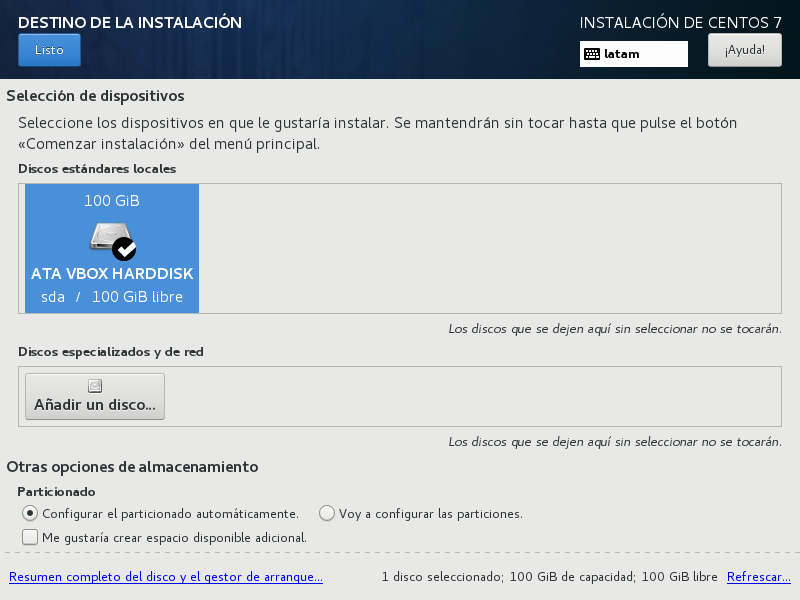 DESTINO DE LA INSTALACIÓN
INSTALACIÓN DE CENTOS 7
Listo
latam
¡Ayuda!
Selección de dispositivos
Seleccione los dispositivos en que le gustaría instalar. Se mantendrán sin tocar hasta que pulse el botón
«Comenzar instalación» del menú principal.
Discos estándares locales
100 GiB
ATA VBOX HARDDISK
sda / 100 GiB libre
Los discos que se dejen aquí sin seleccionar no se tocarán.
Discos especializados y de red
Añadir un disco...
Los discos que se dejen aquí sin seleccionar no se tocarán.
Otras opciones de almacenamiento
Particionado
Configurar el particionado automáticamente. Voy a configurar las particiones.
Me gustaría crear espacio disponible adicional.
Resumen completo del disco y el gestor de arranque... 1 disco seleccionado; 100 GiB de capacidad; 100 GiB libre Refrescar...